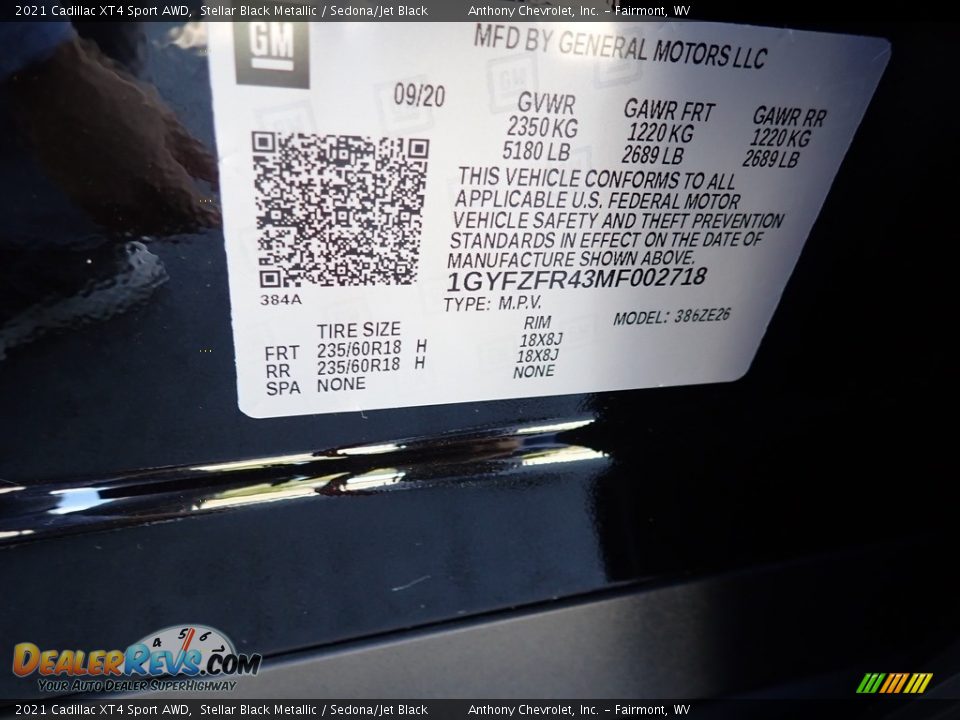 2021 Cadillac XT4 Sport AWD, Stellar Black Metallic / Sedona/Jet Black Anthony Chevrolet, Inc. - Fairmont, WV
GM
MFD BY GENERAL MOTORS LLC
09/20 GVWR GAWR FRT GAWR RR
2350 KG 1220 KG 1220 KG
5180 LB 2689 LB 2689 LB
THIS VEHICLE CONFORMS TO ALL
APPLICABLE U.S. FEDERAL MOTOR
VEHICLE SAFETY AND THEFT PREVENTION
STANDARDS IN EFFECT ON THE DATE OF
MANUFACTURE SHOWN ABOVE.
1GYFZFR43MF002718
384A TYPE: M.P.V. MODEL: 386ZE26
TIRE SIZE RIM
FRT 235/60R18 H 18X8J
RR 235/60R18 H 18X8J
SPA NONE NONE
4 5 6
DealerRevs.com
Your Auto Dealer SuperHighway
2021 Cadillac XT4 Sport AWD, Stellar Black Metallic / Sedona/Jet Black Anthony Chevrolet, Inc. - Fairmont, WV